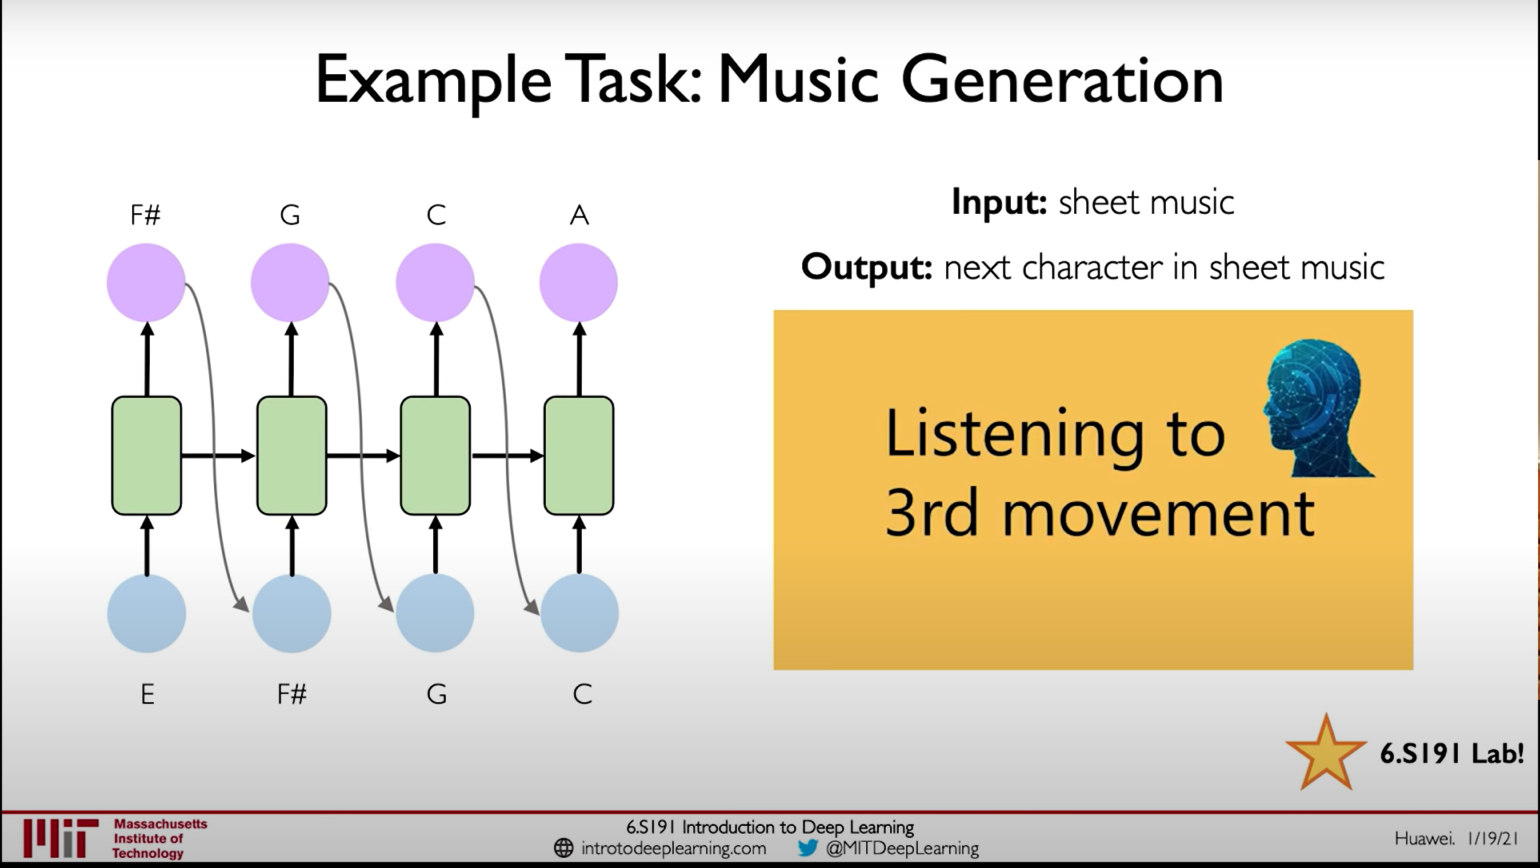 Example Task: Music Generation
F# G C A
E F# G C
Input: sheet music
Output: next character in sheet music
Listening to
3rd movement
6.S191 Lab!
MIT
Massachusetts
Institute of
Technology
6.S191 Introduction to Deep Learning
introtodeeplearning.com @MITDeepLearning
Huawei. 1/19/21